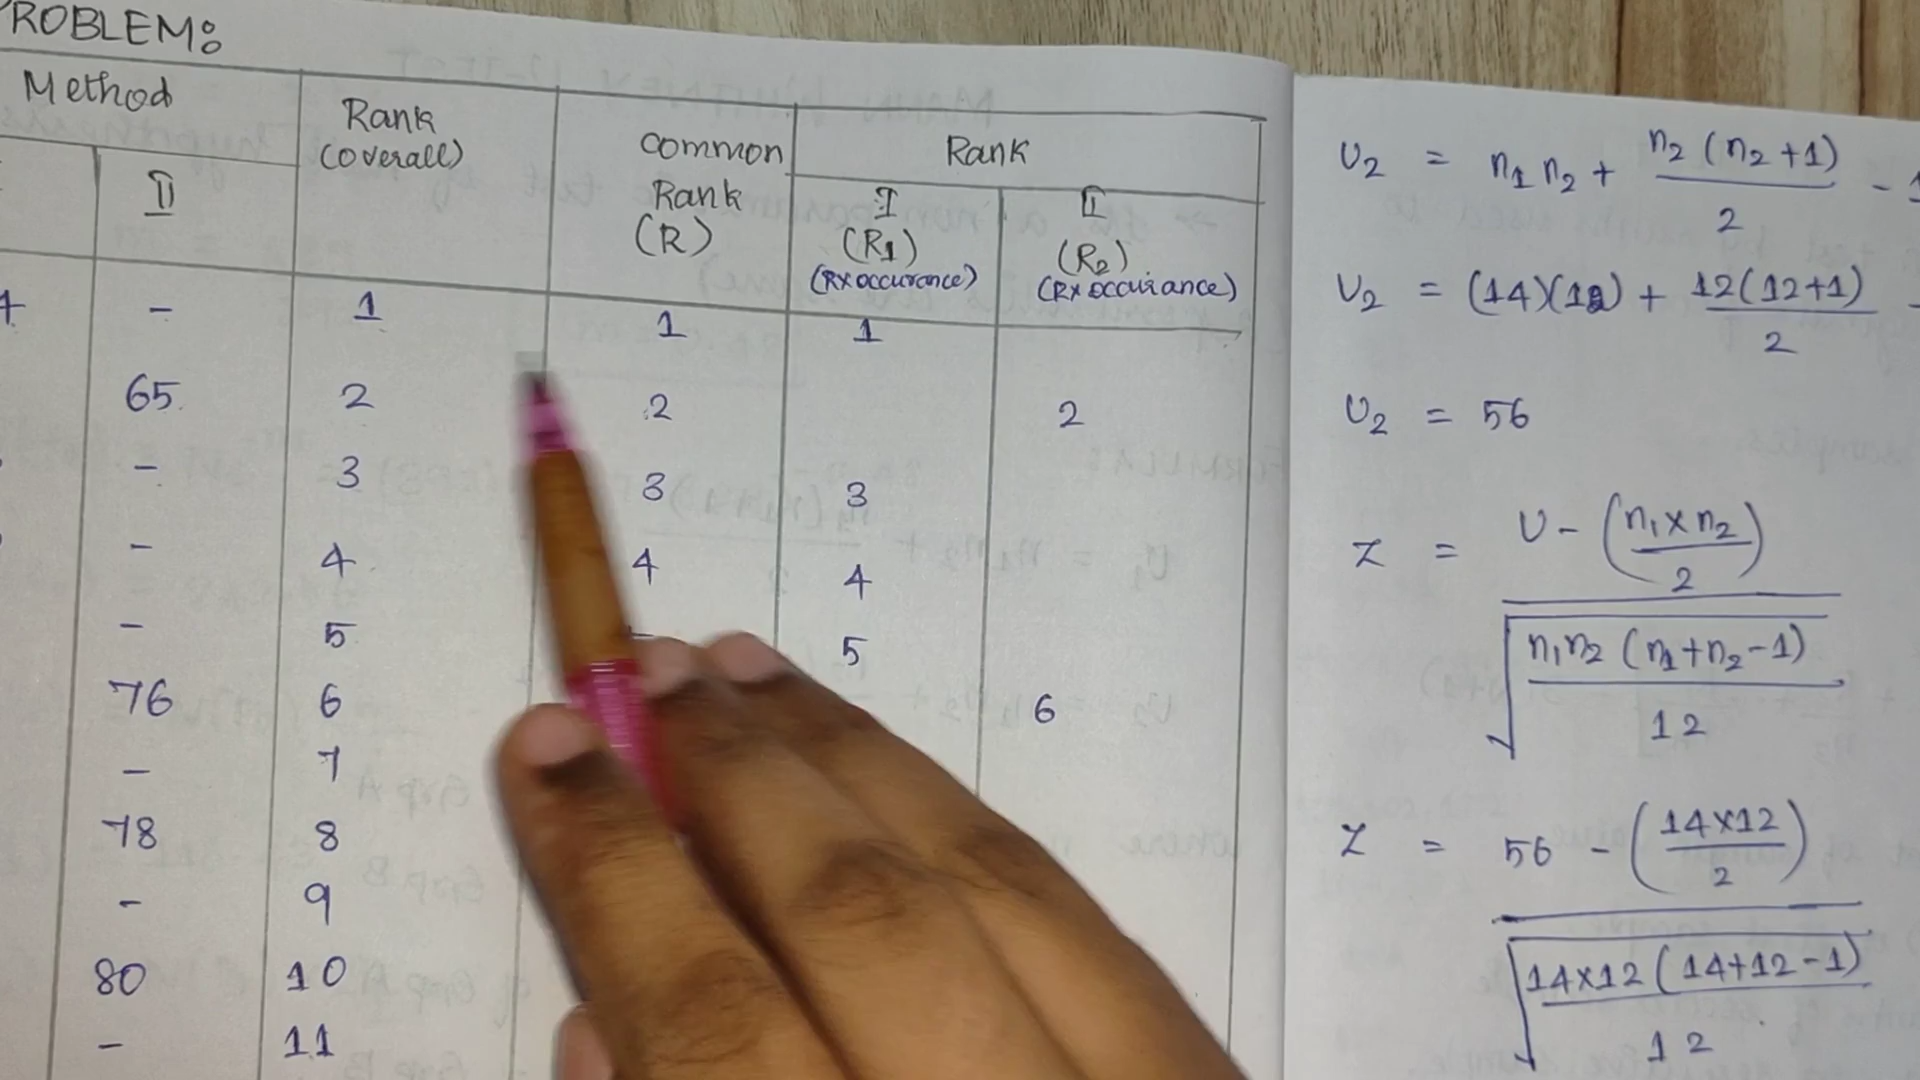 ROBLEM:
Method Rank (overall) Common Rank (R) Rank
II I (R1) (R×occurance) II (R2) (R×occurance)
4 - 1 1 1
65 2 2 2
- 3 3 3
- 4 4 4
- 5 5
76 6 6
- 7
78 8
- 9
80 10
- 11
U2 = n1 n2 + n2 (n2 +1) / 2 -
U2 = (14)(12) + 12(12+1) / 2 -
U2 = 56
Z = U - (n1 × n2 / 2) / √ n1n2 (n1+n2-1) / 12
Z = 56 - (14×12 / 2) / √ 14×12 (14+12-1) / 12